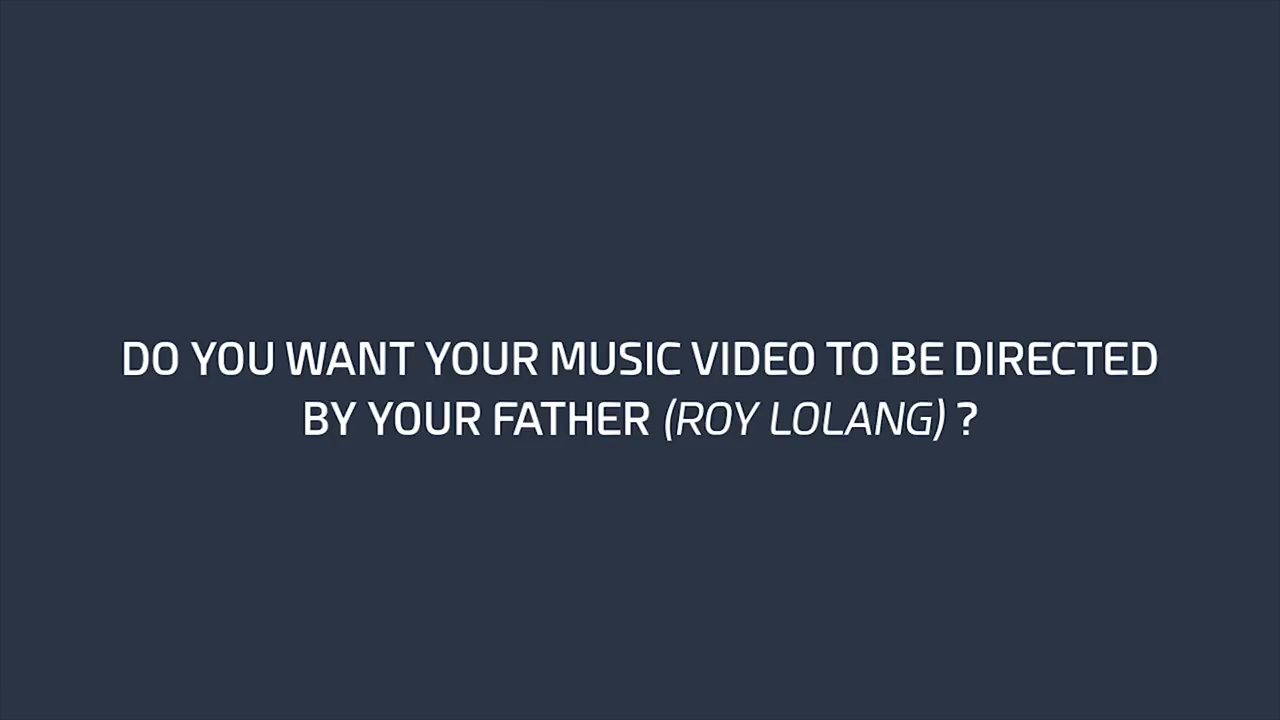 DO YOU WANT YOUR MUSIC VIDEO TO BE DIRECTED
BY YOUR FATHER (ROY LOLANG) ?